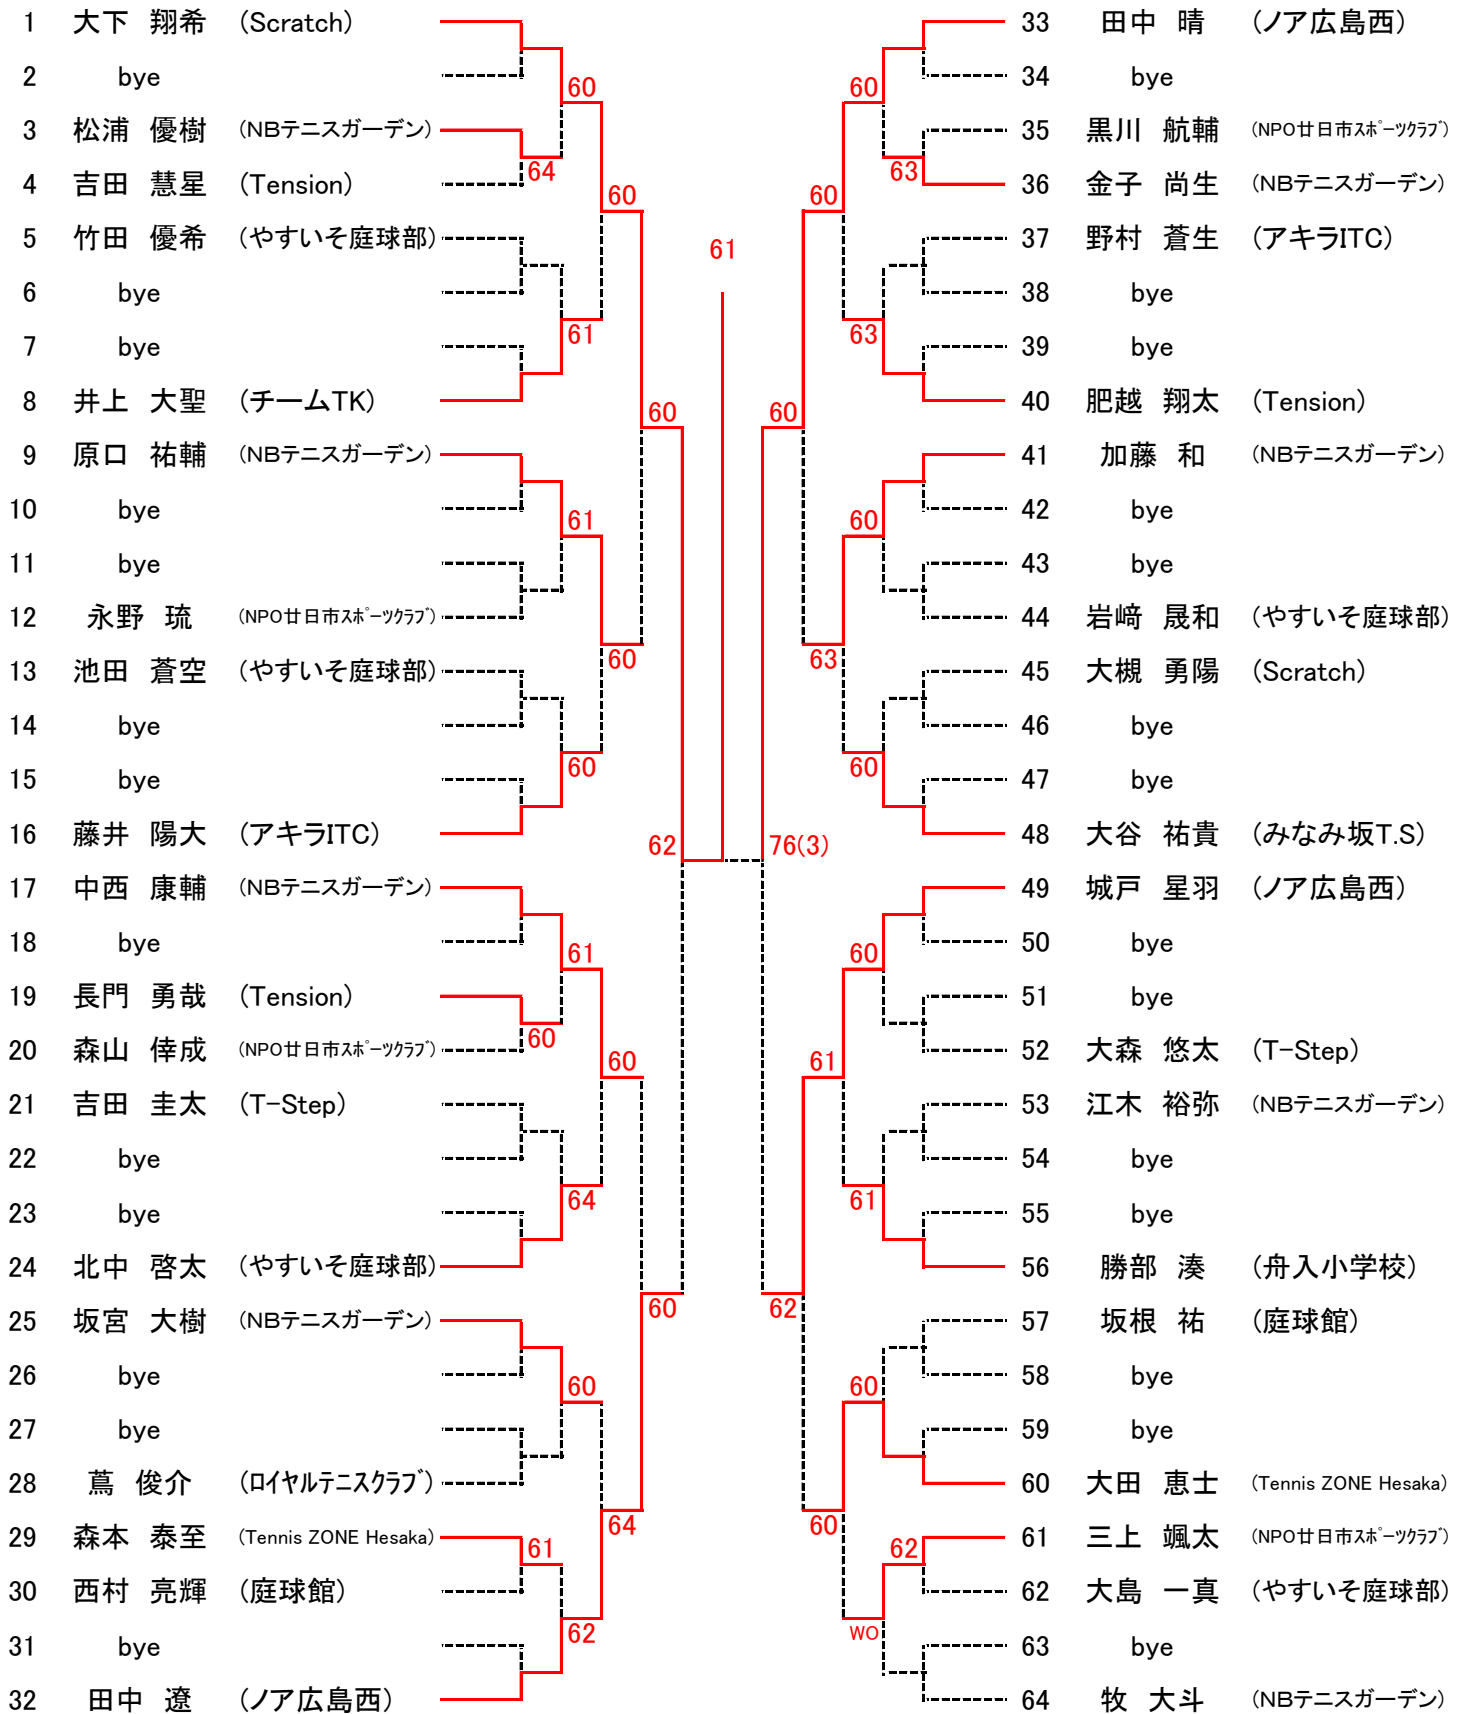 1 大下 翔希 (Scratch)
2 bye
60
3 松浦 優樹 (NBテニスガーデン)
64
4 吉田 慧星 (Tension)
60
5 竹田 優希 (やすいそ庭球部)
6 bye
61
7 bye
8 井上 大聖 (チームTK)
60
9 原口 祐輔 (NBテニスガーデン)
10 bye
61
11 bye
12 永野 琉 (NPO廿日市スポーツクラブ)
60
13 池田 蒼空 (やすいそ庭球部)
14 bye
60
15 bye
16 藤井 陽大 (アキラITC)
62
17 中西 康輔 (NBテニスガーデン)
18 bye
61
19 長門 勇哉 (Tension)
60
20 森山 倖成 (NPO廿日市スポーツクラブ)
60
21 吉田 圭太 (T-Step)
22 bye
64
23 bye
24 北中 啓太 (やすいそ庭球部)
60
25 坂宮 大樹 (NBテニスガーデン)
26 bye
60
27 bye
28 蔦 俊介 (ロイヤルテニスクラブ)
64
29 森本 泰至 (Tennis ZONE Hesaka)
61
30 西村 亮輝 (庭球館)
62
31 bye
32 田中 遼 (ノア広島西)
61
33 田中 晴 (ノア広島西)
34 bye
60
35 黒川 航輔 (NPO廿日市スポーツクラブ)
63
36 金子 尚生 (NBテニスガーデン)
60
37 野村 蒼生 (アキラITC)
38 bye
63
39 bye
40 肥越 翔太 (Tension)
60
41 加藤 和 (NBテニスガーデン)
42 bye
60
43 bye
44 岩﨑 晟和 (やすいそ庭球部)
63
45 大槻 勇陽 (Scratch)
46 bye
60
47 bye
48 大谷 祐貴 (みなみ坂T.S)
76(3)
49 城戸 星羽 (ノア広島西)
50 bye
60
51 bye
52 大森 悠太 (T-Step)
61
53 江木 裕弥 (NBテニスガーデン)
54 bye
61
55 bye
56 勝部 湊 (舟入小学校)
62
57 坂根 祐 (庭球館)
58 bye
60
59 bye
60 大田 恵士 (Tennis ZONE Hesaka)
60
61 三上 颯太 (NPO廿日市スポーツクラブ)
62
62 大島 一真 (やすいそ庭球部)
WO
63 bye
64 牧 大斗 (NBテニスガーデン)